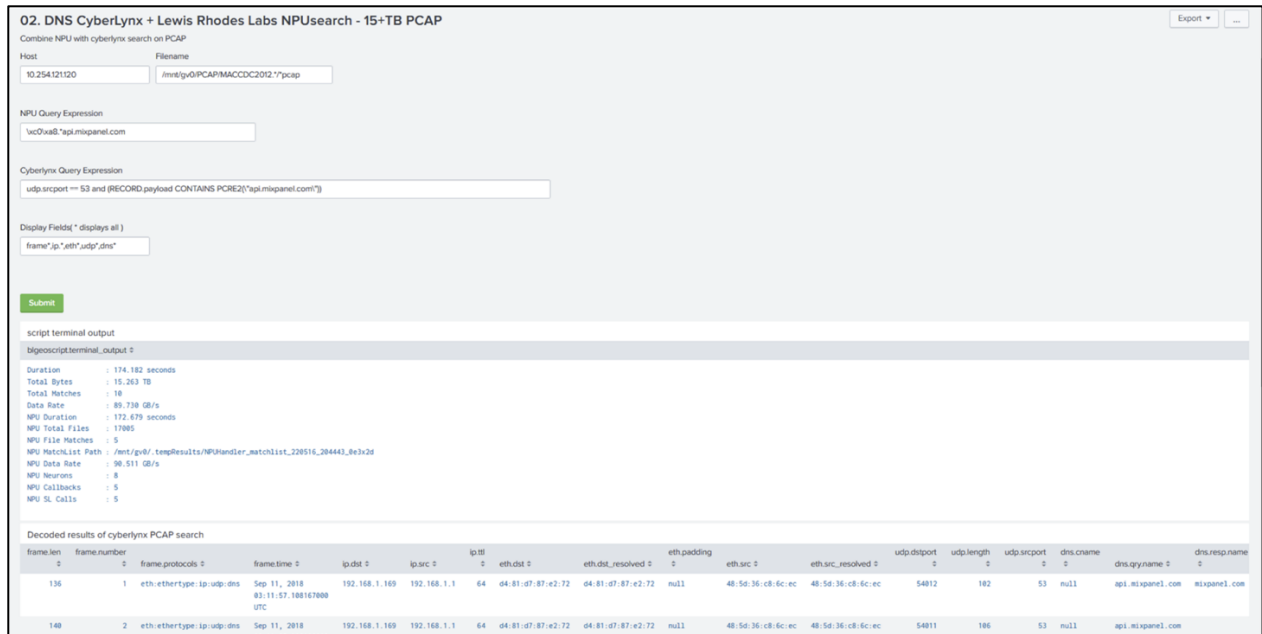 02. DNS CyberLynx + Lewis Rhodes Labs NPUsearch - 15+TB PCAP
Export ...
Combine NPU with cyberlynx search on PCAP
Host Filename
10.254.121.120 /mnt/gv0/PCAP/MACCDC2012.*/*pcap
NPU Query Expression
\xc0\xa8.*api.mixpanel.com
Cyberlynx Query Expression
udp.srcport == 53 and (RECORD.payload CONTAINS PCRE2(\"api.mixpanel.com\"))
Display Fields( * displays all )
frame*,ip.*,eth*,udp*,dns*
Submit
script terminal output
blgeoscript.terminal_output
Duration : 174.182 seconds
Total Bytes : 15.263 TB
Total Matches : 10
Data Rate : 89.730 GB/s
NPU Duration : 172.679 seconds
NPU Total Files : 17005
NPU File Matches : 5
NPU MatchList Path : /mnt/gv0/.tempResults/NPUHandler_matchlist_220516_204443_0e3x2d
NPU Data Rate : 90.511 GB/s
NPU Neurons : 8
NPU Callbacks : 5
NPU SL Calls : 5
Decoded results of cyberlynx PCAP search
frame.len frame.number frame.protocols frame.time ip.dst ip.src ip.ttl eth.dst eth.dst_resolved eth.padding eth.src eth.src_resolved udp.dstport udp.length udp.srcport dns.cname dns.qry.name dns.resp.name
136 1 eth:ethertype:ip:udp:dns Sep 11, 2018 192.168.1.169 192.168.1.1 64 d4:81:d7:87:e2:72 d4:81:d7:87:e2:72 null 48:5d:36:c8:6c:ec 48:5d:36:c8:6c:ec 54012 102 53 null api.mixpanel.com mixpanel.com
03:11:57.108167000
UTC
140 2 eth:ethertype:ip:udp:dns Sep 11, 2018 192.168.1.169 192.168.1.1 64 d4:81:d7:87:e2:72 d4:81:d7:87:e2:72 null 48:5d:36:c8:6c:ec 48:5d:36:c8:6c:ec 54011 106 53 null api.mixpanel.com